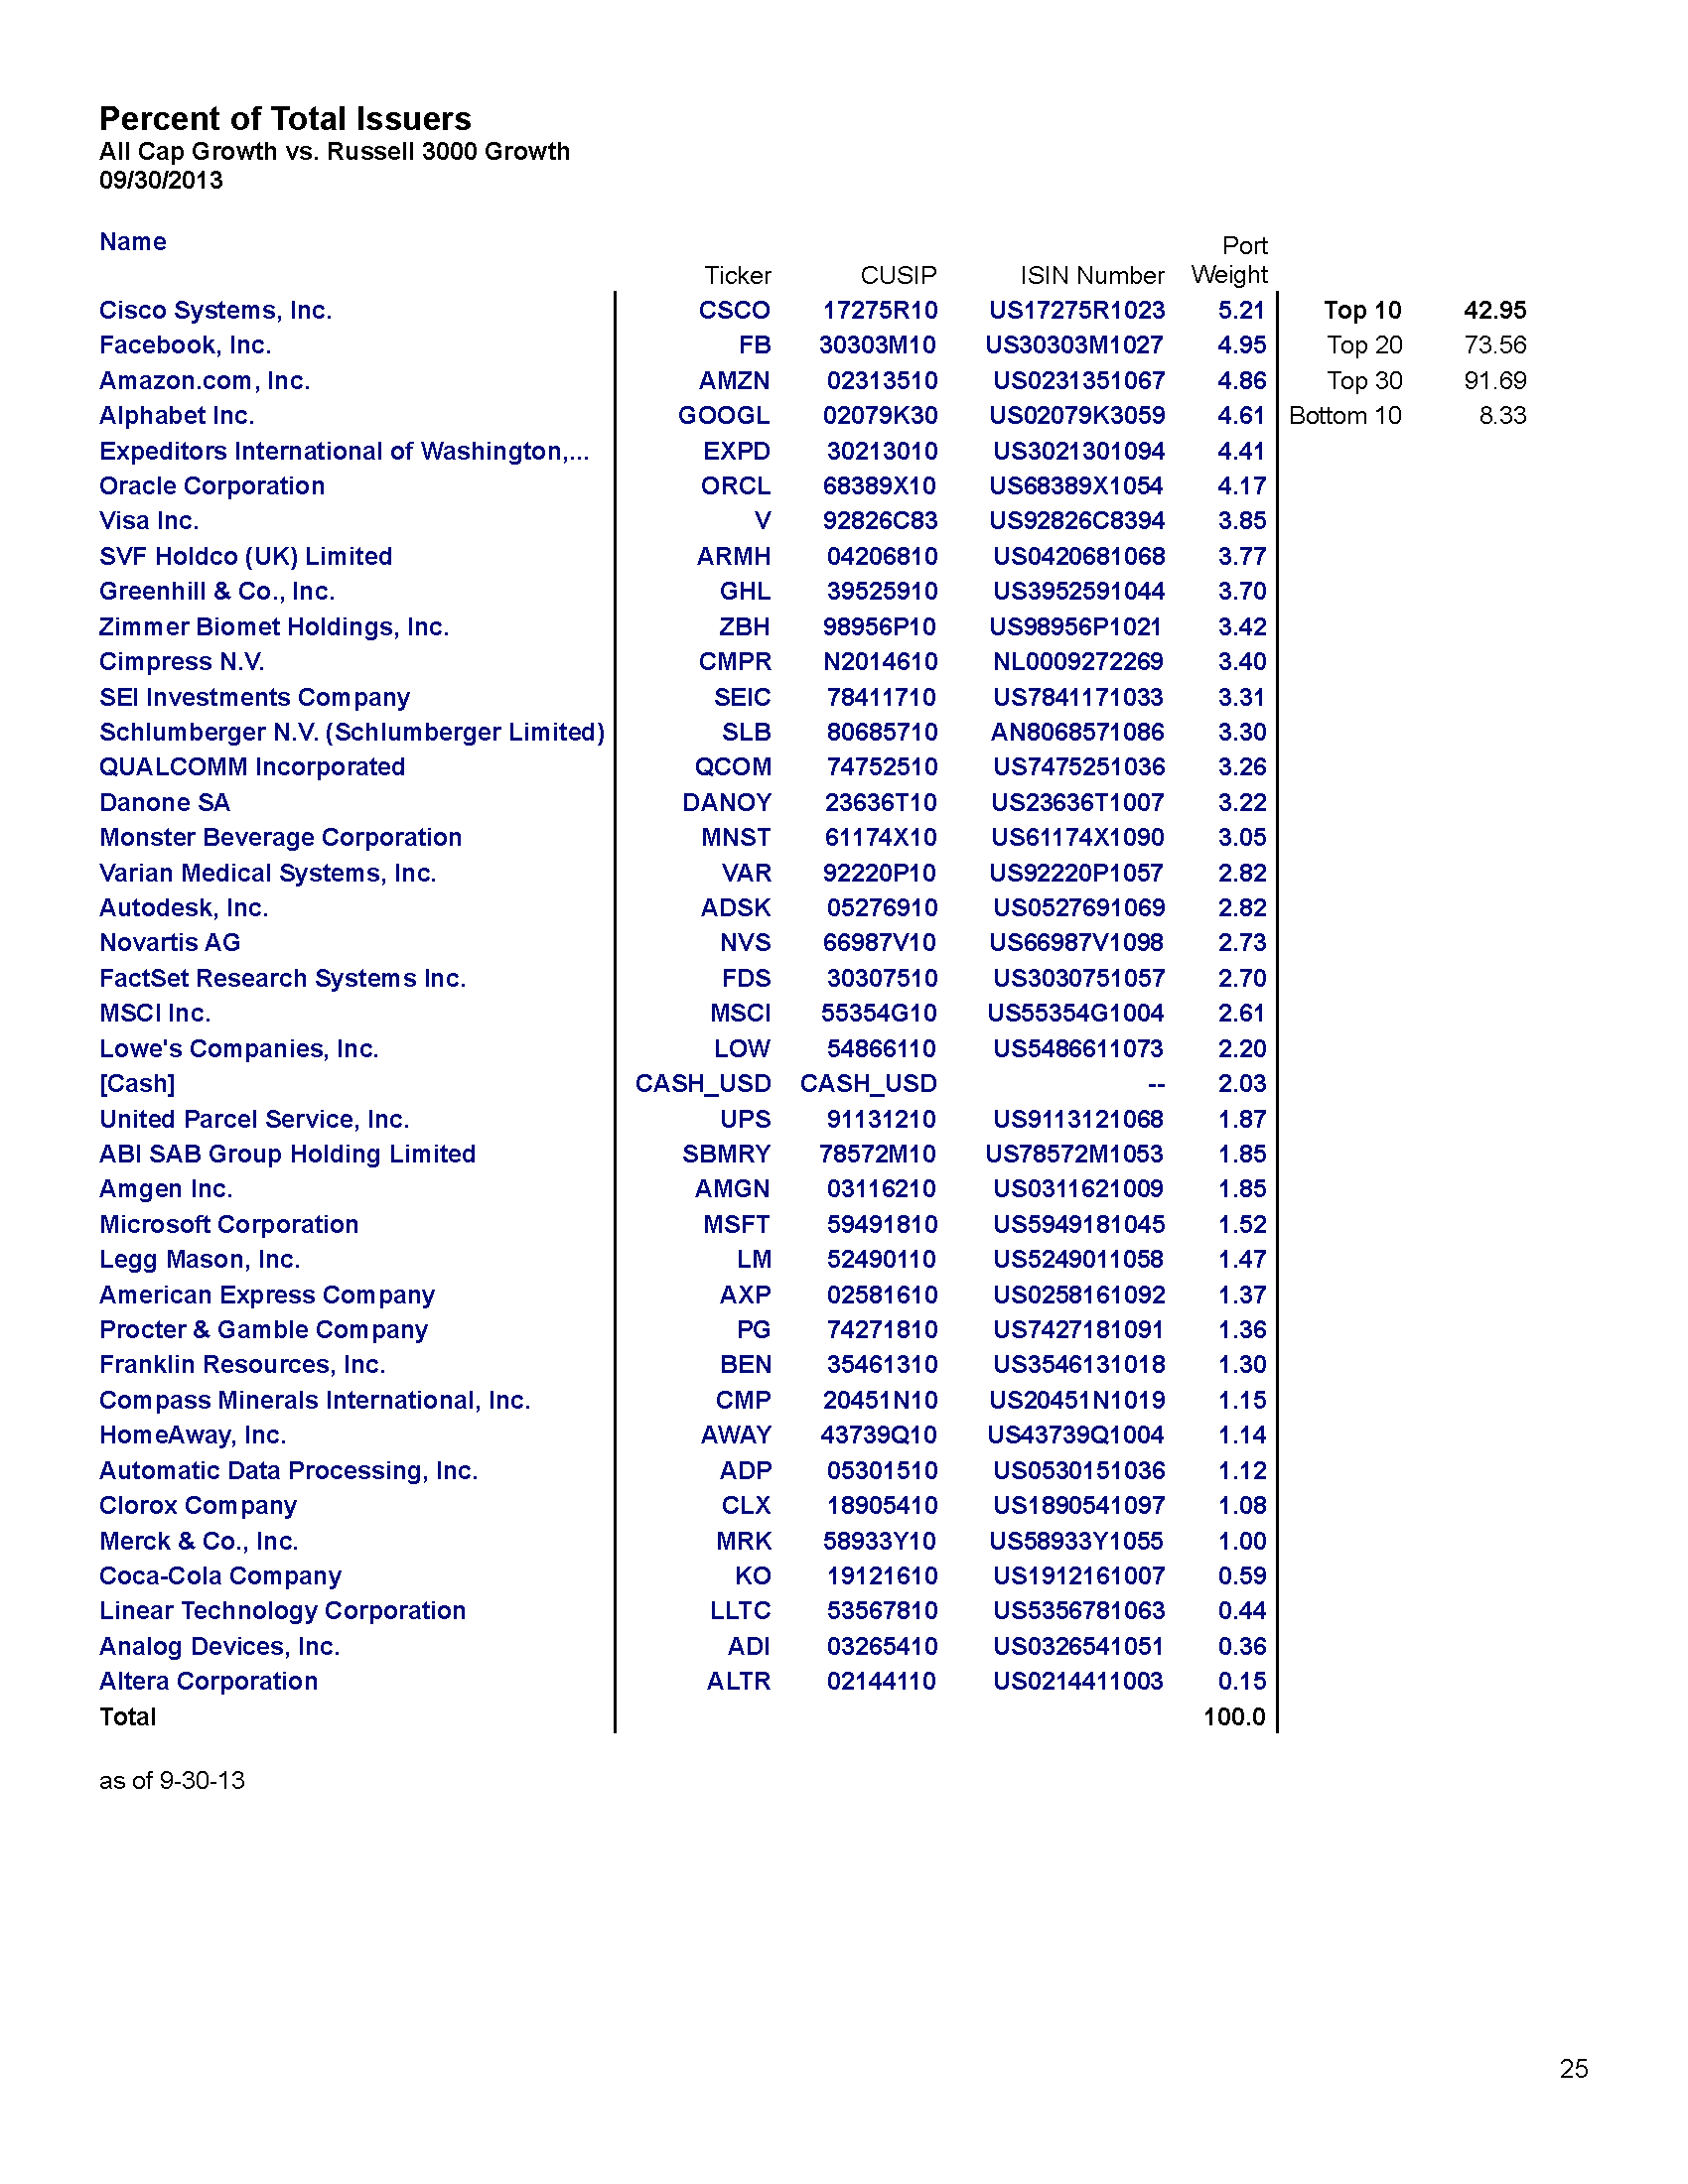 Percent of Total Issuers
All Cap Growth vs. Russell 3000 Growth
09/30/2013
Name Ticker CUSIP ISIN Number Port Weight
Cisco Systems, Inc. CSCO 17275R10 US17275R1023 5.21 Top 10 42.95
Facebook, Inc. FB 30303M10 US30303M1027 4.95 Top 20 73.56
Amazon.com, Inc. AMZN 02313510 US0231351067 4.86 Top 30 91.69
Alphabet Inc. GOOGL 02079K30 US02079K3059 4.61 Bottom 10 8.33
Expeditors International of Washington,... EXPD 30213010 US3021301094 4.41
Oracle Corporation ORCL 68389X10 US68389X1054 4.17
Visa Inc. V 92826C83 US92826C8394 3.85
SVF Holdco (UK) Limited ARMH 04206810 US0420681068 3.77
Greenhill & Co., Inc. GHL 39525910 US3952591044 3.70
Zimmer Biomet Holdings, Inc. ZBH 98956P10 US98956P1021 3.42
Cimpress N.V. CMPR N2014610 NL0009272269 3.40
SEI Investments Company SEIC 78411710 US7841171033 3.31
Schlumberger N.V. (Schlumberger Limited) SLB 80685710 AN8068571086 3.30
QUALCOMM Incorporated QCOM 74752510 US7475251036 3.26
Danone SA DANOY 23636T10 US23636T1007 3.22
Monster Beverage Corporation MNST 61174X10 US61174X1090 3.05
Varian Medical Systems, Inc. VAR 92220P10 US92220P1057 2.82
Autodesk, Inc. ADSK 05276910 US0527691069 2.82
Novartis AG NVS 66987V10 US66987V1098 2.73
FactSet Research Systems Inc. FDS 30307510 US3030751057 2.70
MSCI Inc. MSCI 55354G10 US55354G1004 2.61
Lowe's Companies, Inc. LOW 54866110 US5486611073 2.20
[Cash] CASH_USD CASH_USD -- 2.03
United Parcel Service, Inc. UPS 91131210 US9113121068 1.87
ABI SAB Group Holding Limited SBMRY 78572M10 US78572M1053 1.85
Amgen Inc. AMGN 03116210 US0311621009 1.85
Microsoft Corporation MSFT 59491810 US5949181045 1.52
Legg Mason, Inc. LM 52490110 US5249011058 1.47
American Express Company AXP 02581610 US0258161092 1.37
Procter & Gamble Company PG 74271810 US7427181091 1.36
Franklin Resources, Inc. BEN 35461310 US3546131018 1.30
Compass Minerals International, Inc. CMP 20451N10 US20451N1019 1.15
HomeAway, Inc. AWAY 43739Q10 US43739Q1004 1.14
Automatic Data Processing, Inc. ADP 05301510 US0530151036 1.12
Clorox Company CLX 18905410 US1890541097 1.08
Merck & Co., Inc. MRK 58933Y10 US58933Y1055 1.00
Coca-Cola Company KO 19121610 US1912161007 0.59
Linear Technology Corporation LLTC 53567810 US5356781063 0.44
Analog Devices, Inc. ADI 03265410 US0326541051 0.36
Altera Corporation ALTR 02144110 US0214411003 0.15
Total 100.0
as of 9-30-13
25